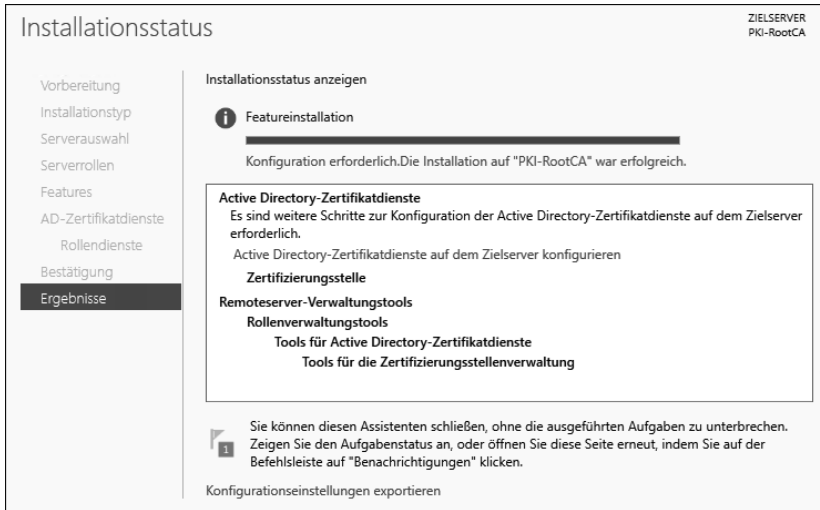 Installationsstatus
ZIELSERVER
PKI-RootCA
Vorbereitung
Installationstyp
Serverauswahl
Serverrollen
Features
AD-Zertifikatdienste
Rollendienste
Bestätigung
Ergebnisse
Installationsstatus anzeigen
Featureinstallation
Konfiguration erforderlich.Die Installation auf "PKI-RootCA" war erfolgreich.
Active Directory-Zertifikatdienste
Es sind weitere Schritte zur Konfiguration der Active Directory-Zertifikatdienste auf dem Zielserver
erforderlich.
Active Directory-Zertifikatdienste auf dem Zielserver konfigurieren
Zertifizierungsstelle
Remoteserver-Verwaltungstools
Rollenverwaltungstools
Tools für Active Directory-Zertifikatdienste
Tools für die Zertifizierungsstellenverwaltung
1
Sie können diesen Assistenten schließen, ohne die ausgeführten Aufgaben zu unterbrechen.
Zeigen Sie den Aufgabenstatus an, oder öffnen Sie diese Seite erneut, indem Sie auf der
Befehlsleiste auf "Benachrichtigungen" klicken.
Konfigurationseinstellungen exportieren